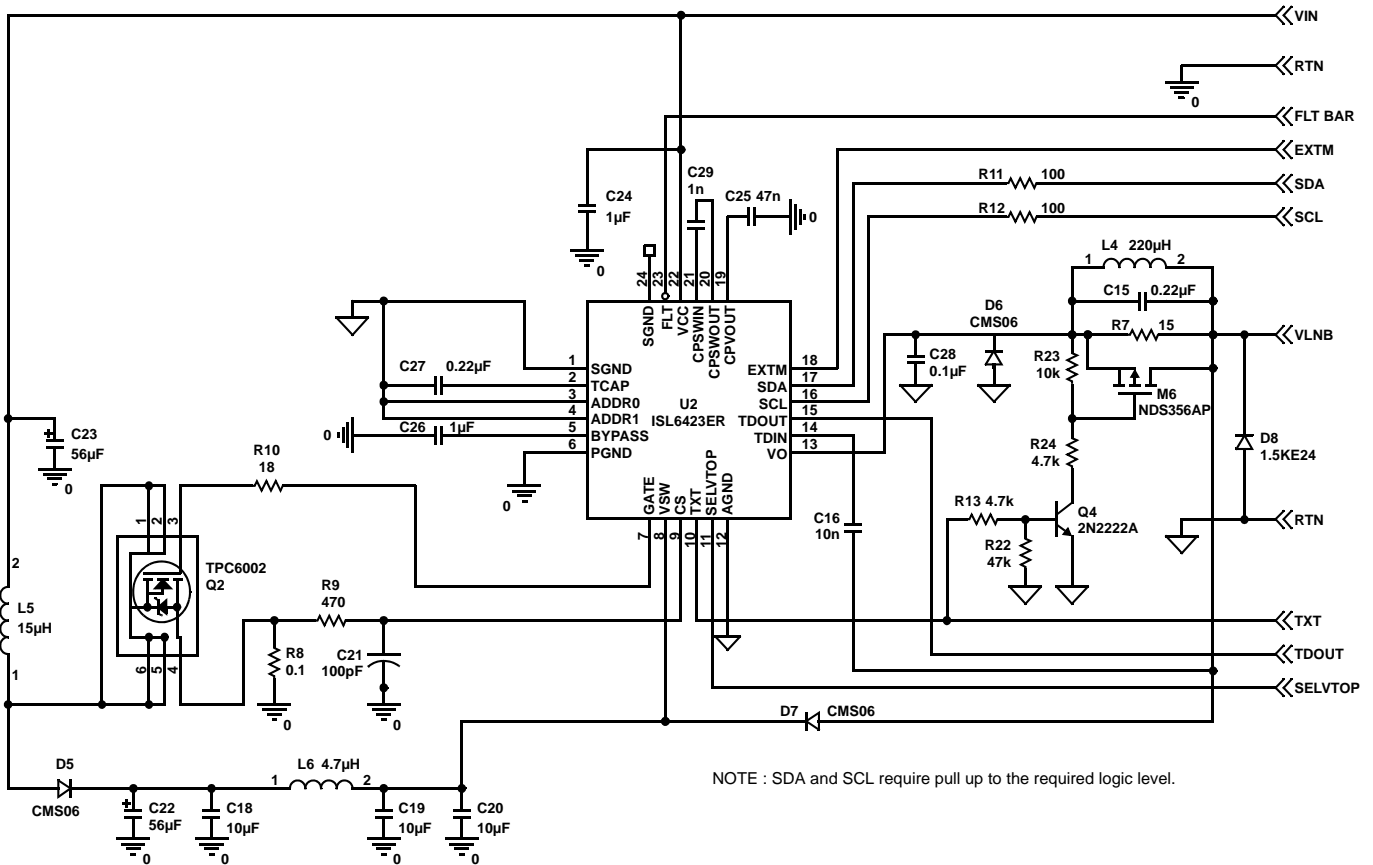 VIN
RTN
0
FLT BAR
EXTM
R11 100
SDA
R12 100
SCL
C24
1µF
0
C29
1n
C25 47n
0
L4 220µH
1 2
C15 0.22µF
R7 15
VLNB
D6
CMS06
C28
0.1µF
R23
10k
M6
NDS356AP
R24
4.7k
D8
1.5KE24
RTN
24 23 22 21 20 19
SGND FLT VCC CPSWIN CPSWOUT CPVOUT
1 SGND
2 TCAP
3 ADDR0
4 ADDR1
5 BYPASS
6 PGND
U2
ISL6423ER
EXTM 18
SDA 17
SCL 16
TDOUT 15
TDIN 14
VO 13
GATE VSW CS TXT SELVTOP AGND
7 8 9 10 11 12
C27 0.22µF
0 C26 1µF
0
C23
56µF
0
R10
18
1 2 3
TPC6002
Q2
6 5 4
2
L5
15µH
1
R9
470
R8
0.1
0
C21
100pF
0
C16
10n
R13 4.7k
Q4
2N2222A
R22
47k
TXT
TDOUT
SELVTOP
D7 CMS06
D5
CMS06
L6 4.7µH
1 2
C22
56µF
0
C18
10µF
0
C19
10µF
0
C20
10µF
0
NOTE : SDA and SCL require pull up to the required logic level.